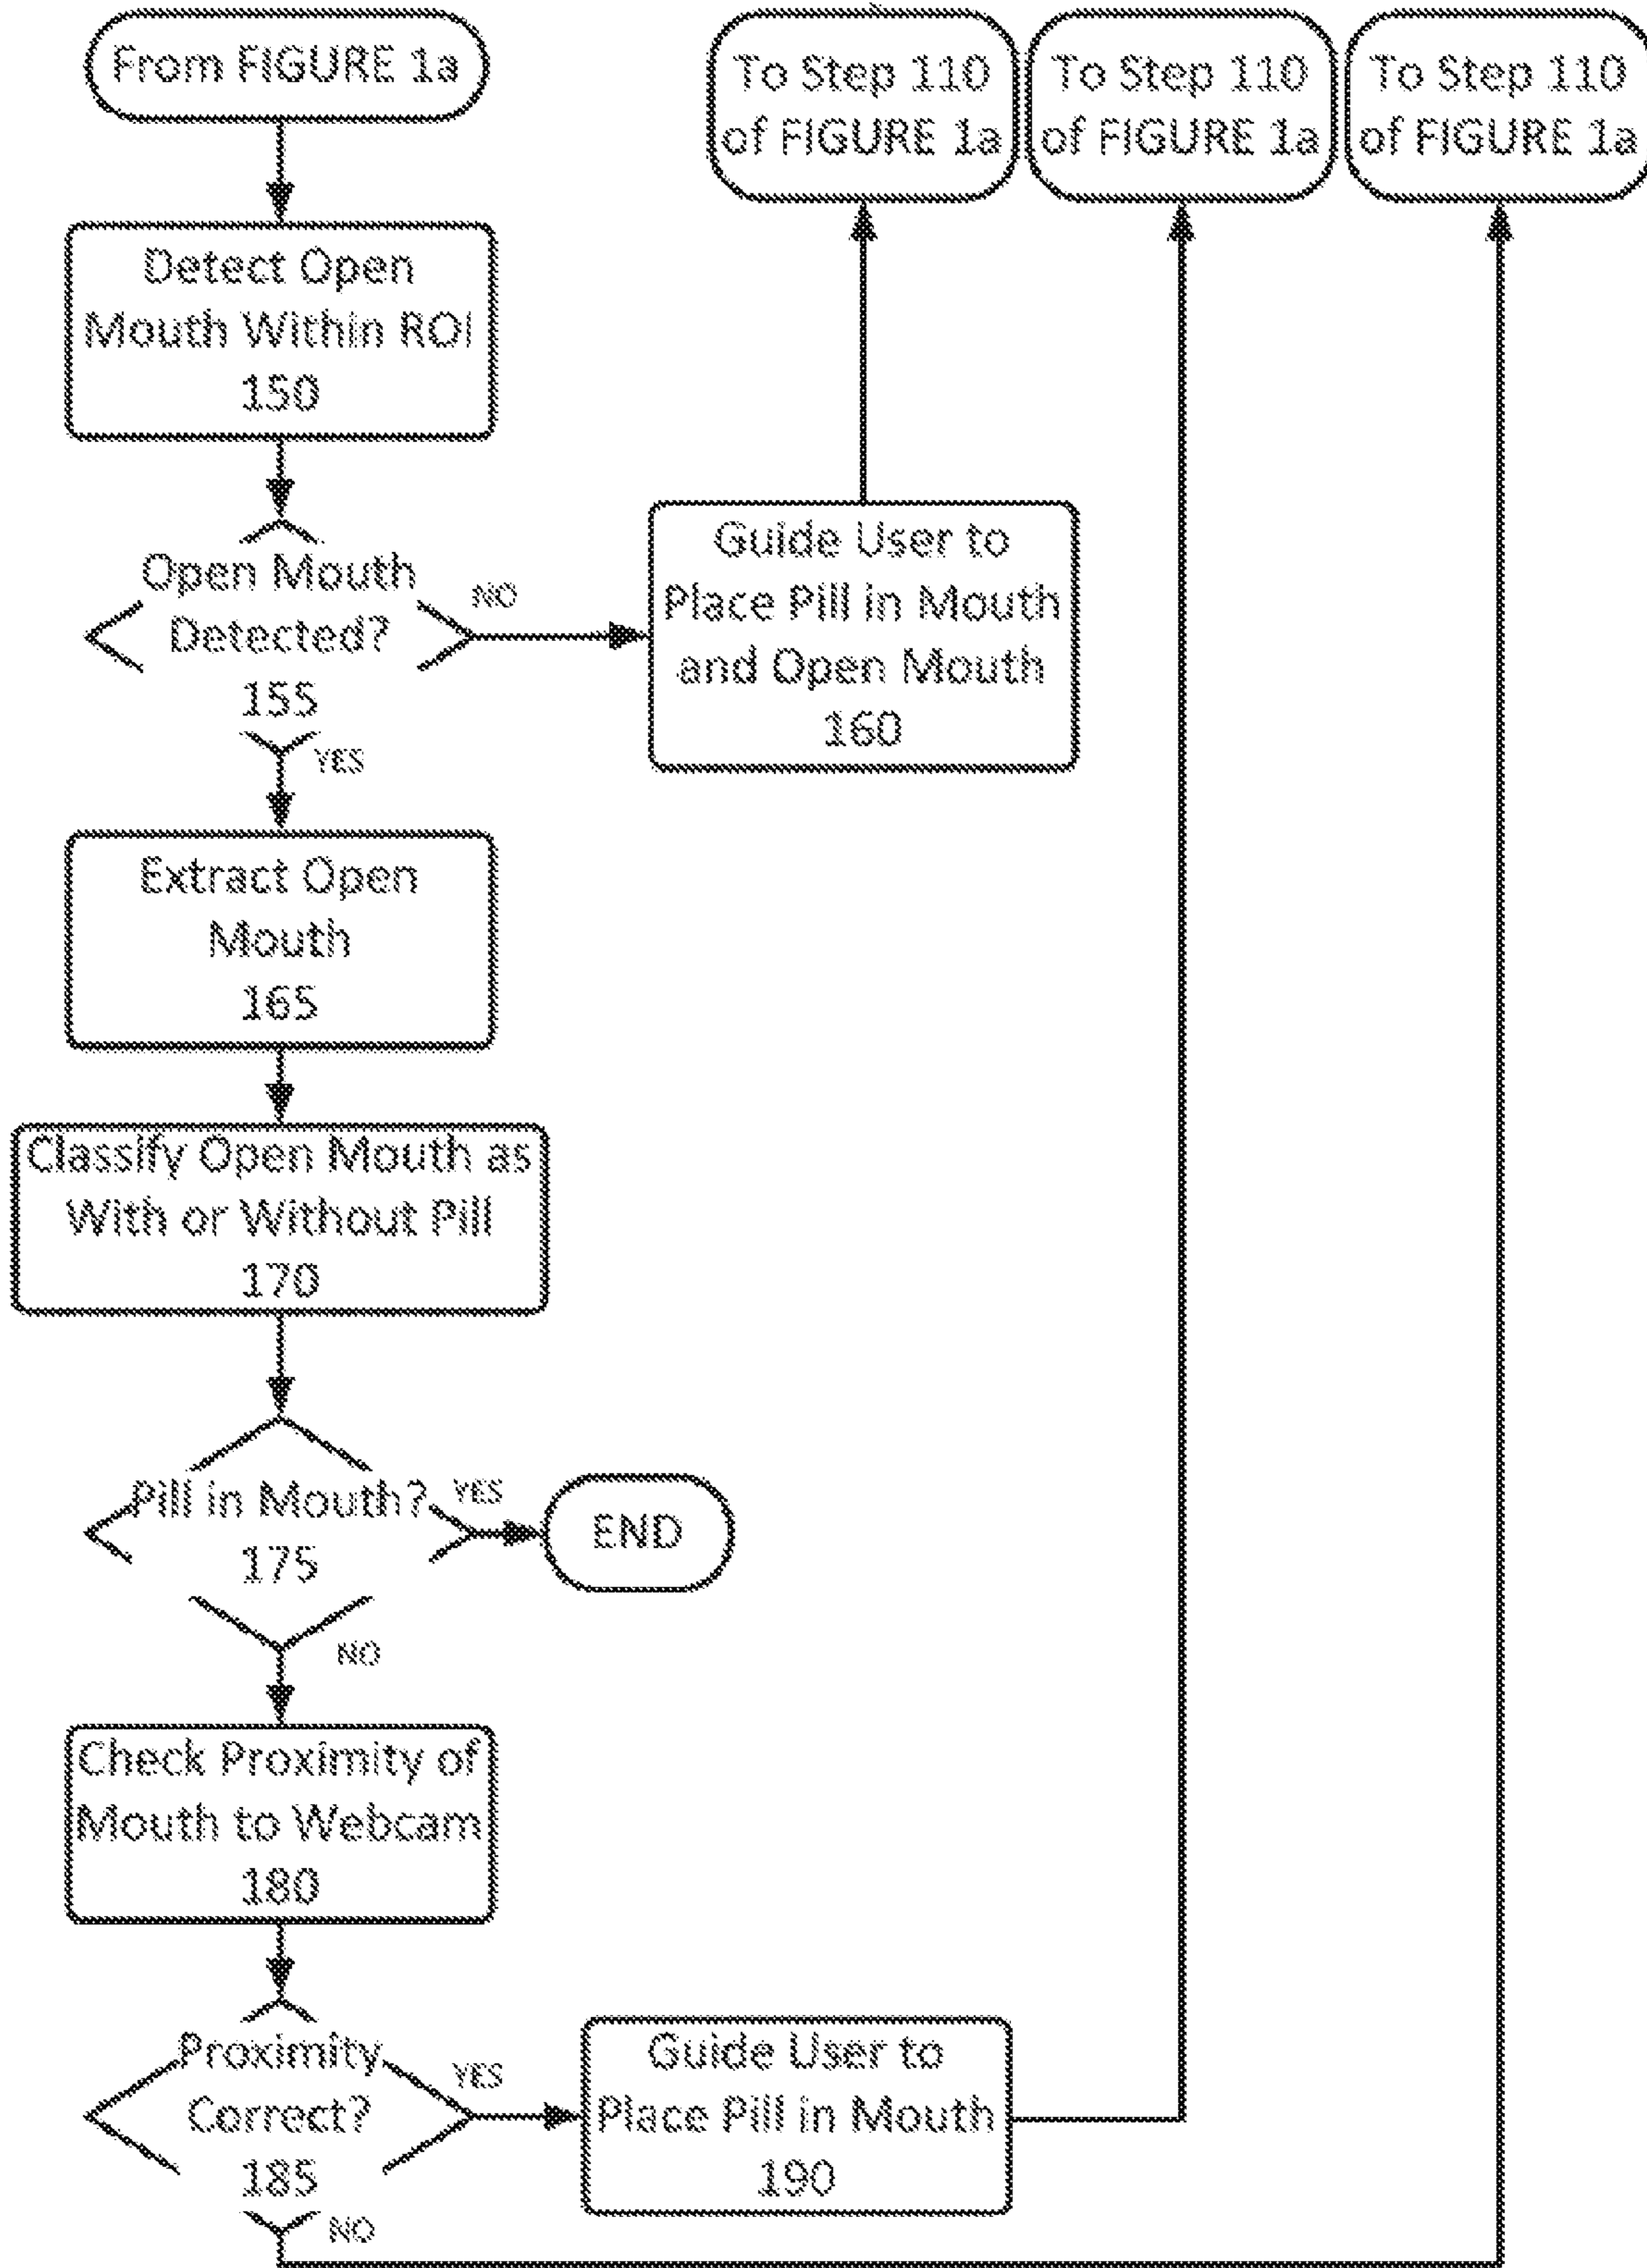 From FIGURE 1a
To Step 110
of FIGURE 1a
To Step 110
of FIGURE 1a
To Step 110
of FIGURE 1a
Detect Open
Mouth Within ROI
150
Open Mouth
Detected?
155
NO
YES
Guide User to
Place Pill in Mouth
and Open Mouth
160
Extract Open
Mouth
165
Classify Open Mouth as
With or Without Pill
170
Pill in Mouth?
175
YES
END
NO
Check Proximity of
Mouth to Webcam
180
Proximity
Correct?
185
YES
Guide User to
Place Pill in Mouth
190
NO